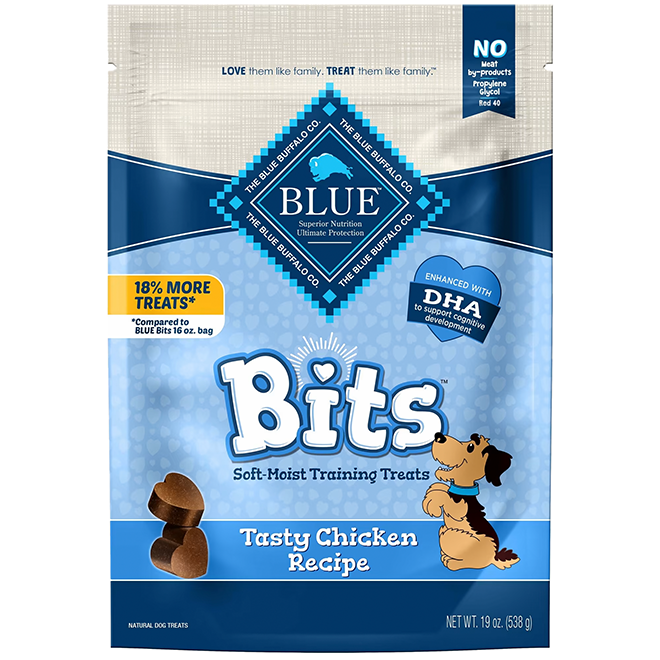 LOVE them like family. TREAT them like family.™
NO
Meat
by-products
Propylene
Glycol
Red 40
THE BLUE BUFFALO CO.
THE BLUE BUFFALO CO.
BLUE™
Superior Nutrition
Ultimate Protection
THE BLUE BUFFALO CO.
THE BLUE BUFFALO CO.
18% MORE
TREATS*
*Compared to
BLUE Bits 16 oz. bag
ENHANCED WITH
DHA
to support cognitive
development
Bits™
Soft-Moist Training Treats
Tasty Chicken
Recipe
NATURAL DOG TREATS
NET WT. 19 oz. (538 g)